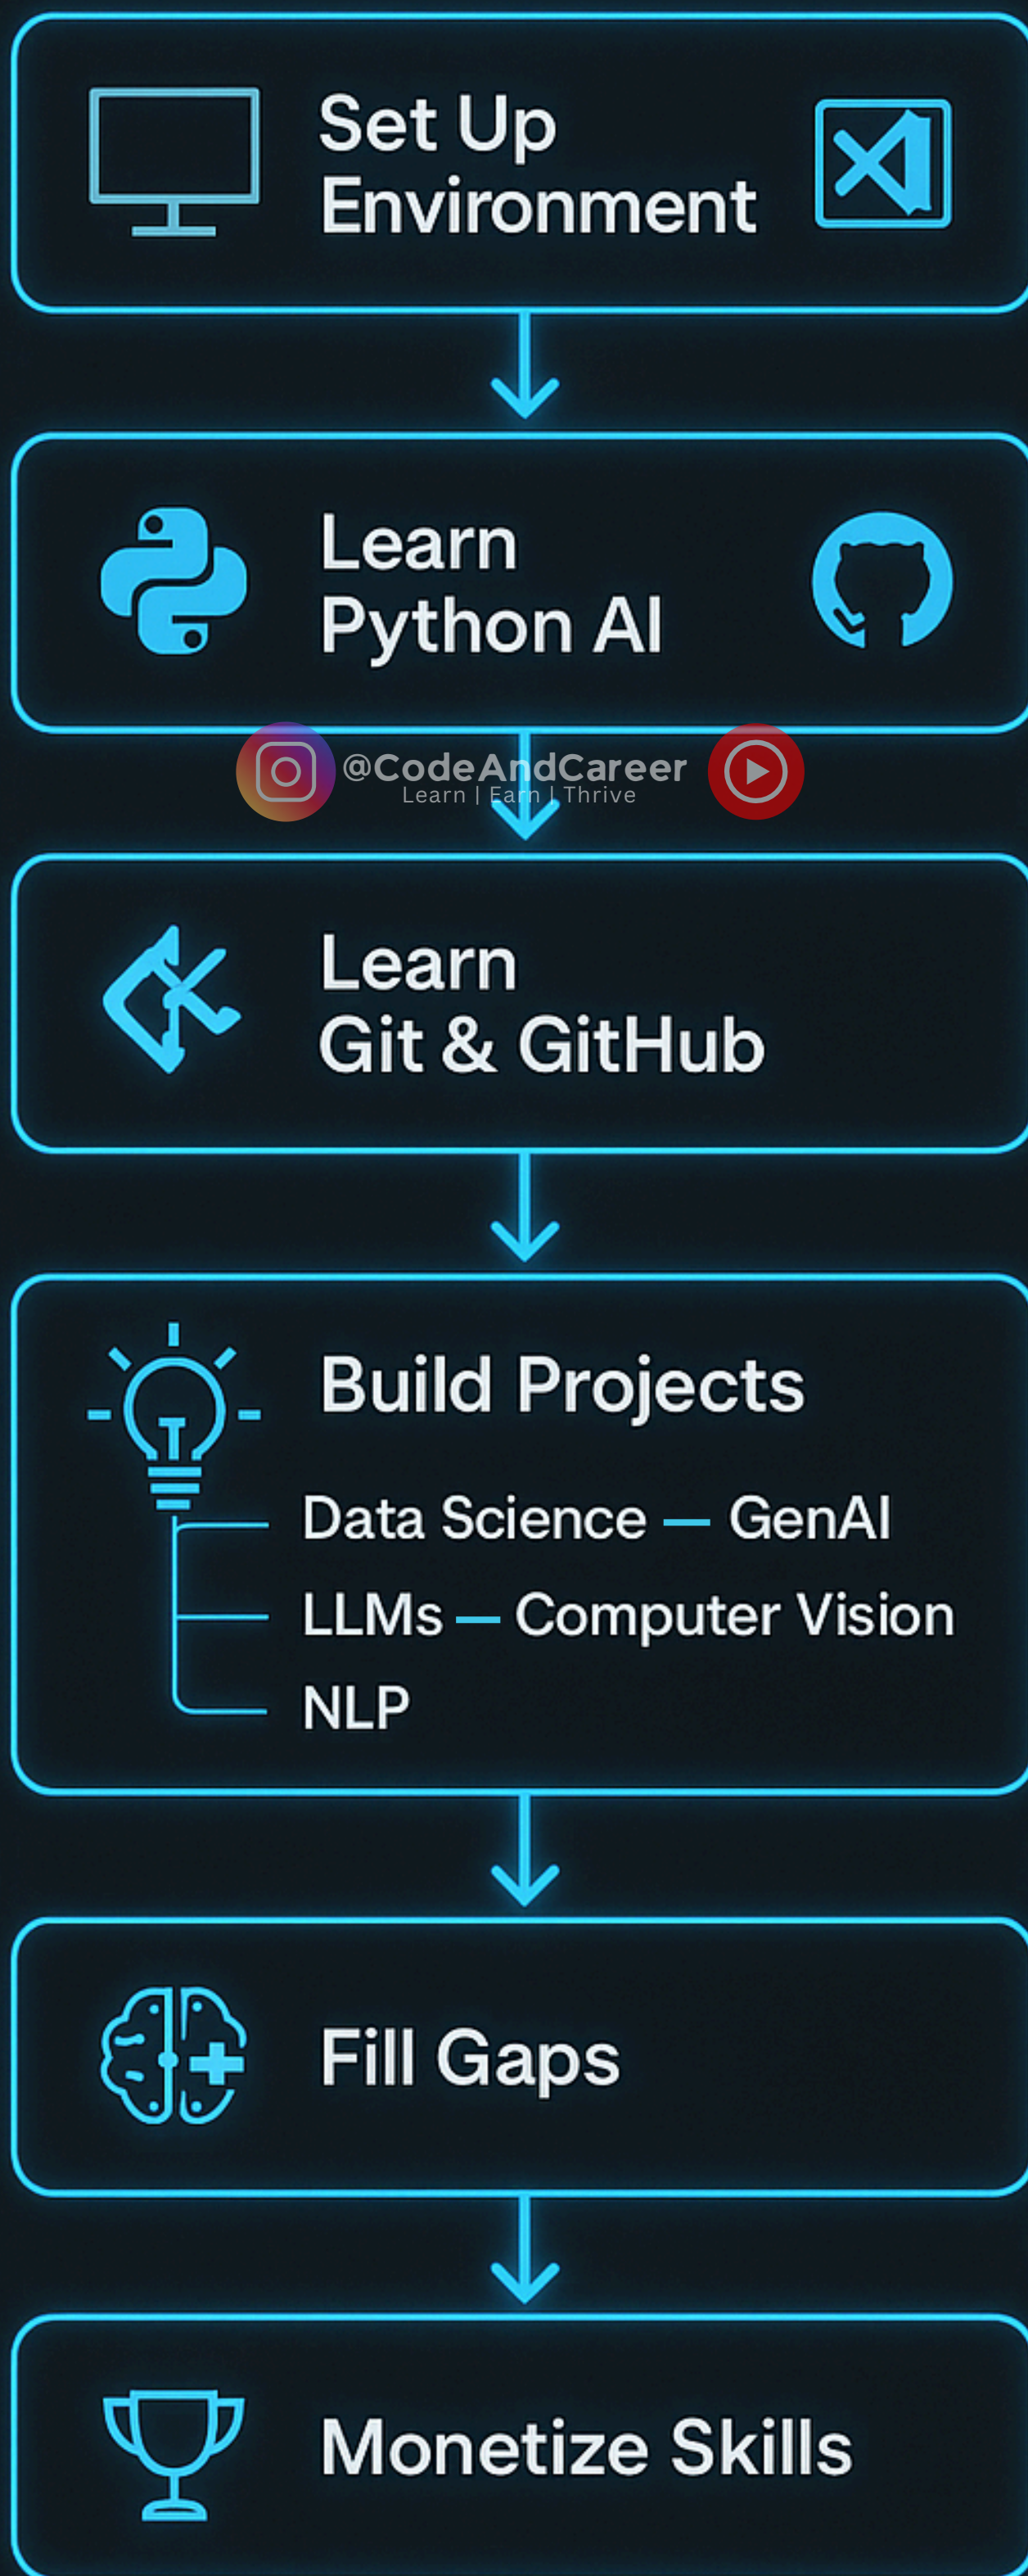 Set Up
Environment
Learn
Python AI
@CodeAndCareer
Learn | Earn | Thrive
Learn
Git & GitHub
Build Projects
Data Science — GenAI
LLMs — Computer Vision
NLP
Fill Gaps
Monetize Skills